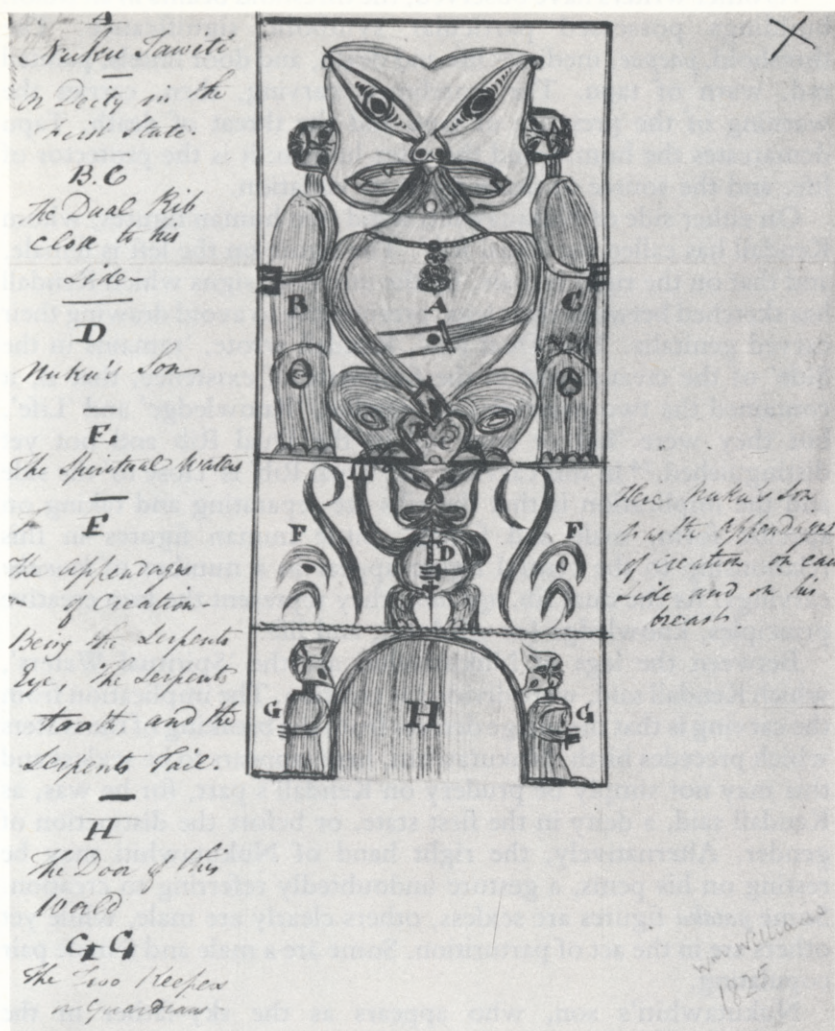 A
Nuku Tawiti
or Deity in the
First State
B.C
The Dual Rib
close to his
Side-
D
Nuku's Son
E.
The Spiritual Waters
F
The appendages
of Creation-
Being the Serpents
Eye, the Serpents
tooth and the
Serpents Tail.
H
The Door of this
World
G G
The Two Keepers
or Guardians
X
B A C
F D F
G H G
Here Nuku's Son
has the appendages
of Creation on
side and on his
breast.
Williams
1825